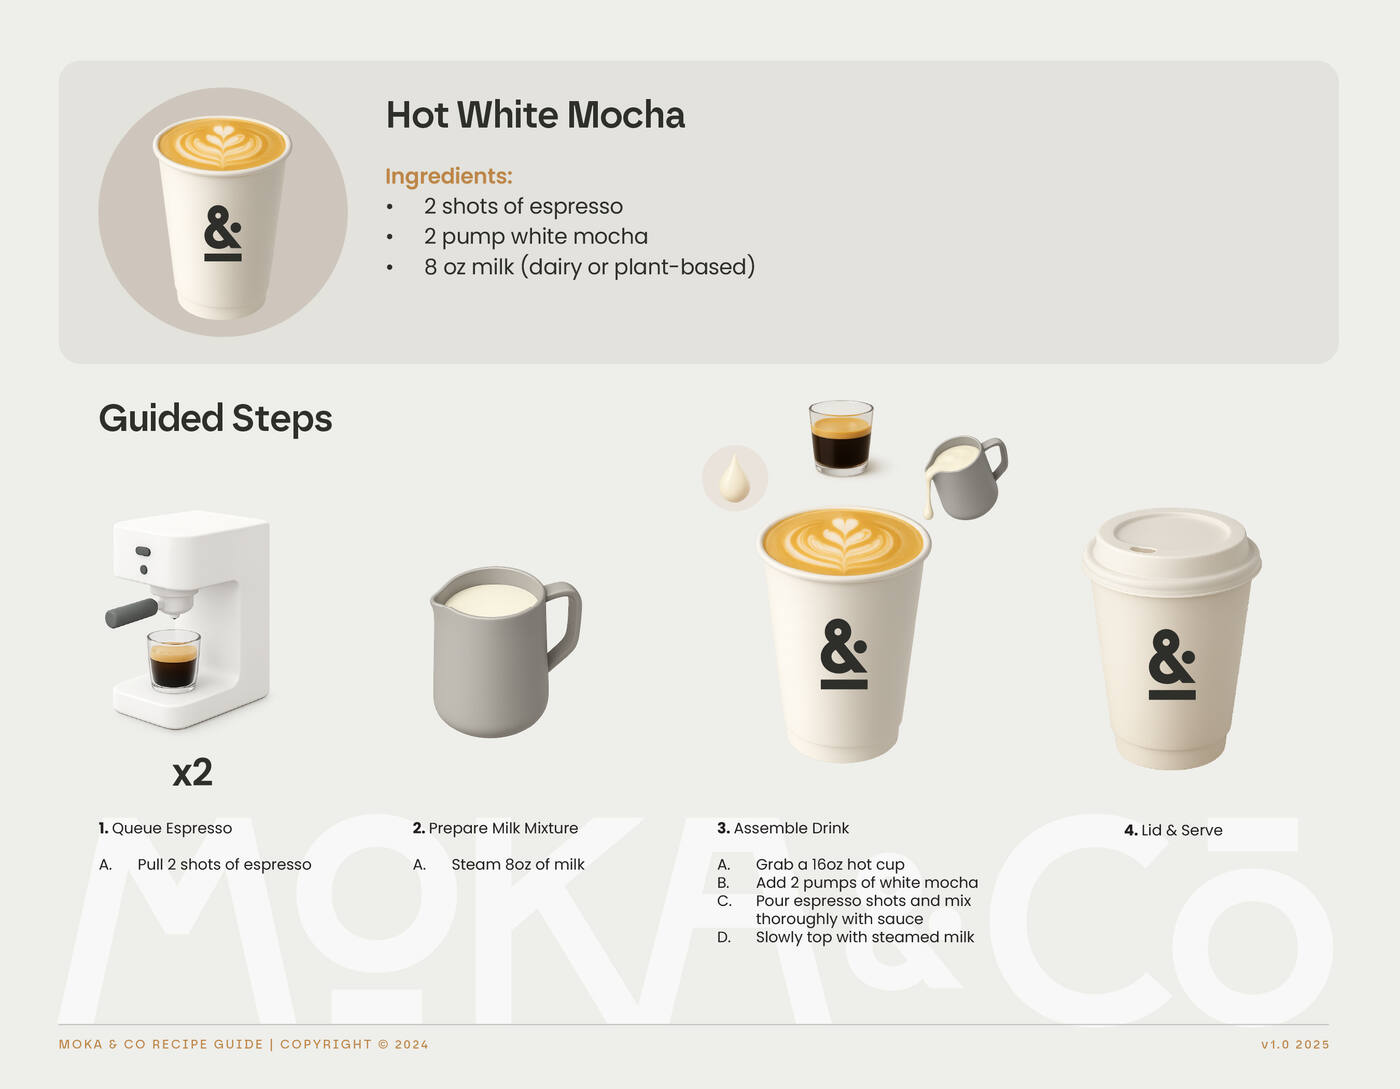 Hot White Mocha
Ingredients:
• 2 shots of espresso
• 2 pump white mocha
• 8 oz milk (dairy or plant-based)
&
Guided Steps
&
&
x2
1. Queue Espresso
A. Pull 2 shots of espresso
2. Prepare Milk Mixture
A. Steam 8oz of milk
3. Assemble Drink
A. Grab a 16oz hot cup
B. Add 2 pumps of white mocha
C. Pour espresso shots and mix
thoroughly with sauce
D. Slowly top with steamed milk
4. Lid & Serve
MOKA & CO
MOKA & CO RECIPE GUIDE | COPYRIGHT © 2024
v1.0 2025